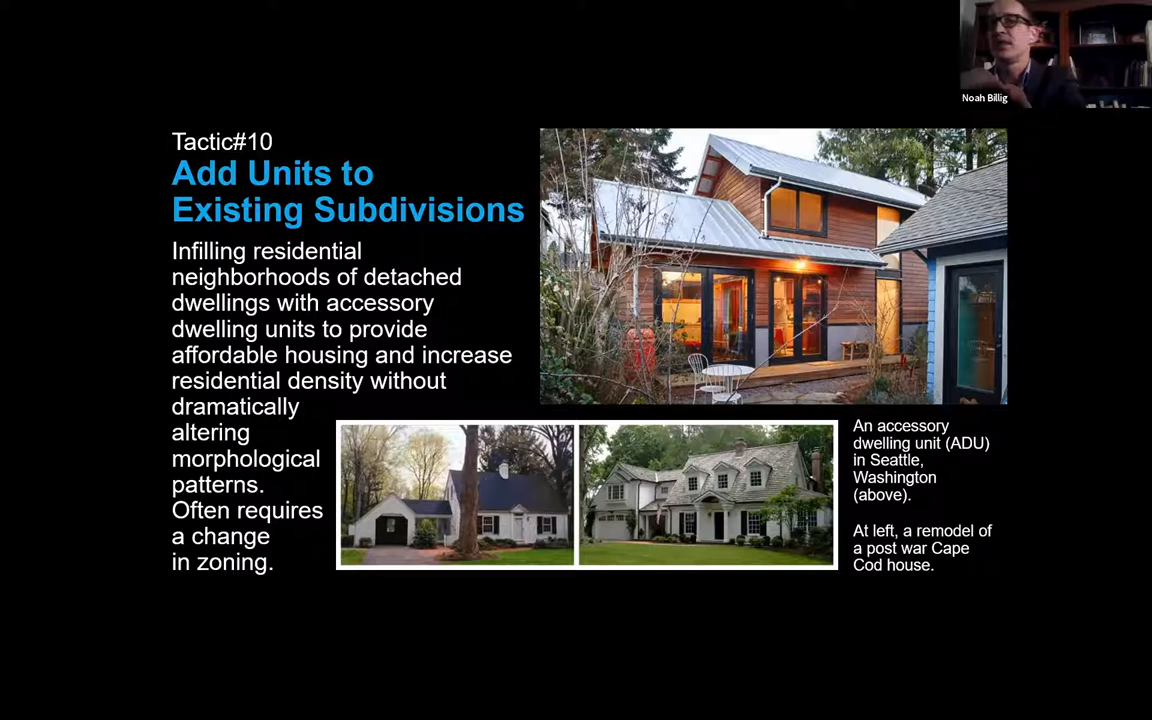 Noah Billig
Tactic#10
Add Units to
Existing Subdivisions
Infilling residential
neighborhoods of detached
dwellings with accessory
dwelling units to provide
affordable housing and increase
residential density without
dramatically
altering
morphological
patterns.
Often requires
a change
in zoning.
An accessory
dwelling unit (ADU)
in Seattle,
Washington
(above).
At left, a remodel of
a post war Cape
Cod house.